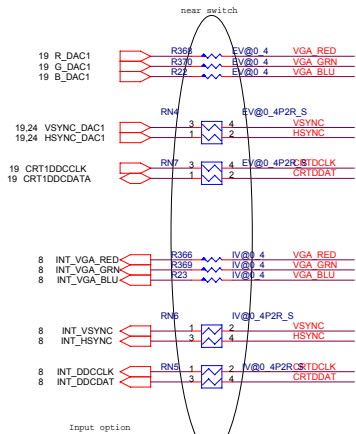 near switch
19 R_DAC1 R368 EV@0_4 VGA_RED
19 G_DAC1 R370 EV@0_4 VGA_GRN
19 B_DAC1 R22 EV@0_4 VGA_BLU
RN4 EV@0_4P2R_S
19,24 VSYNC_DAC1 3 4 VSYNC
19,24 HSYNC_DAC1 1 2 HSYNC
RN7 EV@0_4P2R_S
19 CRT1DDCCLK 3 4 CRTDCLK
19 CRT1DDCDATA 1 2 CRTDDAT
8 INT_VGA_RED R366 IV@0_4 VGA_RED
8 INT_VGA_GRN R369 IV@0_4 VGA_GRN
8 INT_VGA_BLU R23 IV@0_4 VGA_BLU
RN6 IV@0_4P2R_S
8 INT_VSYNC 1 2 VSYNC
8 INT_HSYNC 3 4 HSYNC
RN5 IV@0_4P2R_S
8 INT_DDCCLK 1 2 CRTDCLK
8 INT_DDCDAT 3 4 CRTDDAT
Input option